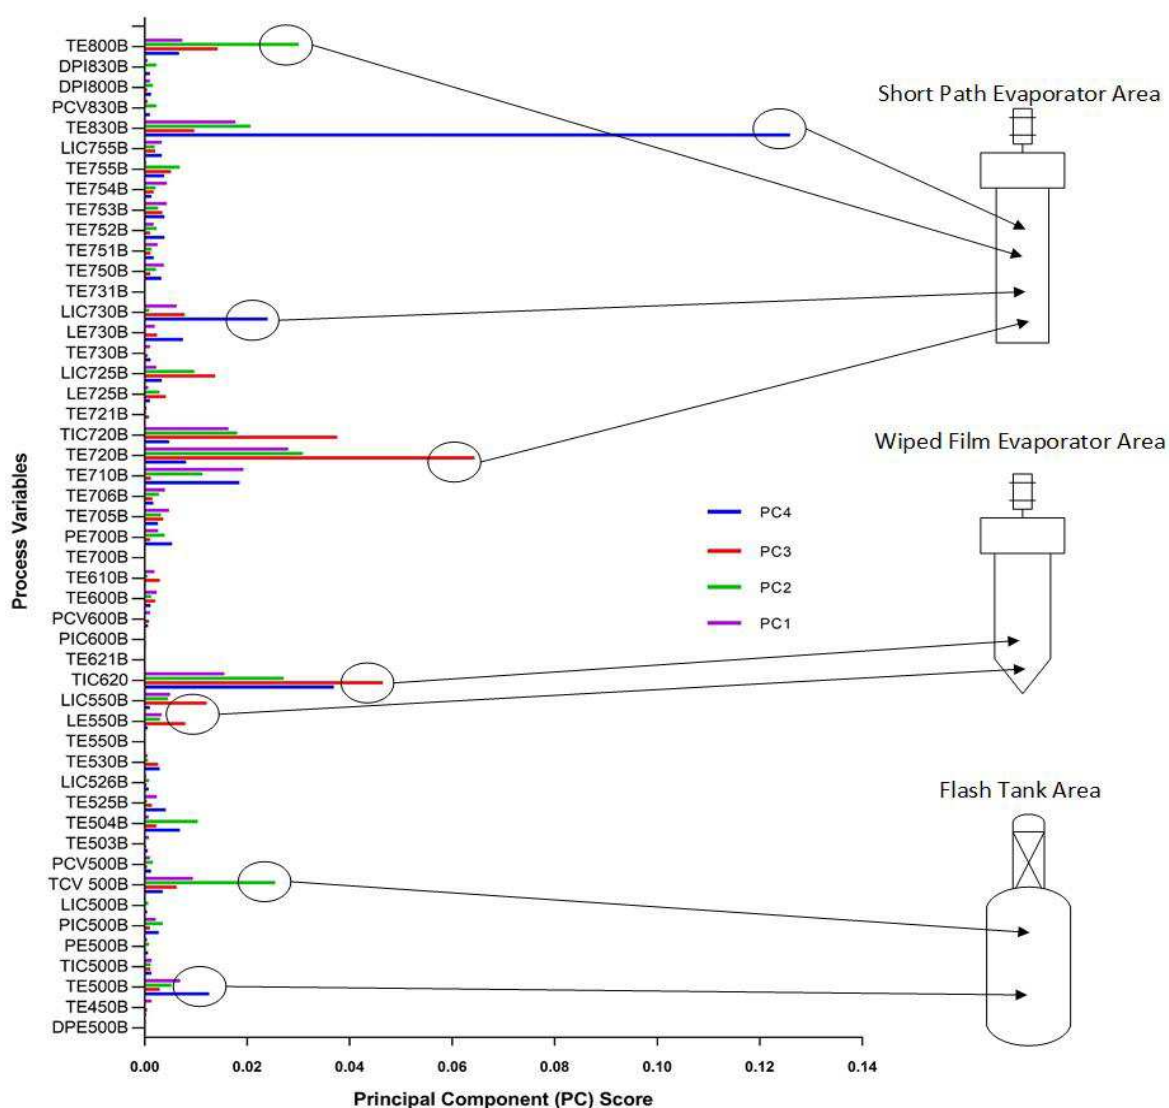 TE800B
DPI830B
DPI800B
PCV830B
TE830B
LIC755B
TE755B
TE754B
TE753B
TE752B
TE751B
TE750B
TE731B
LIC730B
LE730B
TE730B
LIC725B
LE725B
TE721B
TIC720B
TE720B
TE710B
TE706B
TE705B
PE700B
TE700B
TE610B
TE600B
PCV600B
PIC600B
TE621B
TIC620
LIC550B
LE550B
TE550B
TE530B
LIC526B
TE525B
TE504B
TE503B
PCV500B
TCV 500B
LIC500B
PIC500B
PE500B
TIC500B
TE500B
TE450B
DPE500B
Process Variables
0.00 0.02 0.04 0.06 0.08 0.10 0.12 0.14
Principal Component (PC) Score
PC4
PC3
PC2
PC1
Short Path Evaporator Area
Wiped Film Evaporator Area
Flash Tank Area